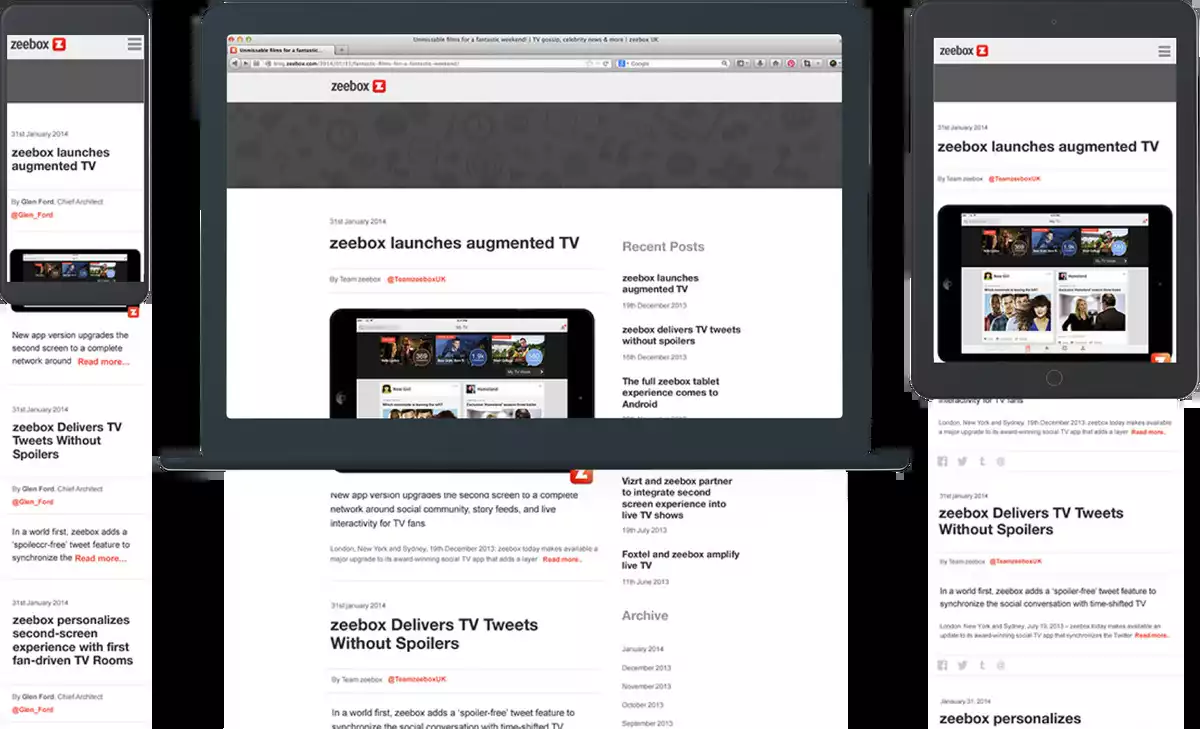 zeebox
31st January 2014
zeebox launches
augmented TV
By Glen Ford, Chief Architect
@Glen_Ford
New app version upgrades the
second screen to a complete
network around Read more...
31st January 2014
zeebox Delivers TV
Tweets Without
Spoilers
By Glen Ford, Chief Architect
@Glen_Ford
In a world first, zeebox adds a
'spoileccr-free' tweet feature to
synchronize the Read more...
31st January 2014
zeebox personalizes
second-screen
experience with first
fan-driven TV Rooms
By Glen Ford, Chief Architect
@Glen_Ford
Unmissable films for a fantastic weekend! | TV gossip, celebrity news & more | zeebox UK
Unmissable films for a fantastic...
Google
zeebox
31st January 2014
zeebox launches augmented TV
By Team zeebox @TeamzeeboxUK
My TV
369
1.9k
580
New Girl
Homeland
New app version upgrades the second screen to a complete
network around social community, story feeds, and live
interactivity for TV fans
London, New York and Sydney, 19th December 2013: zeebox today makes available a
major upgrade to its award-winning social TV app that adds a layer Read more..
31st january 2014
zeebox Delivers TV Tweets
Without Spoilers
By Team zeebox @TeamzeeboxUK
In a world first, zeebox adds a 'spoiler-free' tweet feature to
synchronize the social conversation with time-shifted TV
Recent Posts
zeebox launches
augmented TV
19th December 2013
zeebox delivers TV tweets
without spoilers
16th December 2013
The full zeebox tablet
experience comes to
Android
Vizrt and zeebox partner
to integrate second
screen experience into
live TV shows
19th July 2013
Foxtel and zeebox amplify
live TV
11th June 2013
Archive
January 2014
December 2013
November 2013
October 2013
September 2013
zeebox
31st January 2014
zeebox launches augmented TV
By Team zeebox @TeamzeeboxUK
My TV
1.9k
New Girl
Homeland
interactivity for TV fans
London, New York and Sydney, 19th December 2013: zeebox today makes available
a major upgrade to its award-winning social TV app that adds a layer Read more..
31st january 2014
zeebox Delivers TV Tweets
Without Spoilers
By Team zeebox @TeamzeeboxUK
In a world first, zeebox adds a 'spoiler-free' tweet feature to
synchronize the social conversation with time-shifted TV
London, New York and Sydney, July 19, 2013 – zeebox today makes available an
update to its award-winning social TV app that synchronizes the Twitter Read more..
January 31, 2014
zeebox personalizes